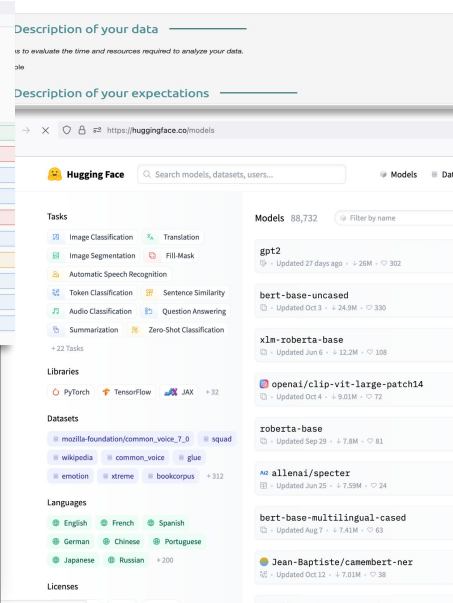 Description of your data
is to evaluate the time and resources required to analyze your data.
ple
Description of your expectations
https://huggingface.co/models
Hugging Face
Search models, datasets, users...
Models
Dat
Tasks
Image Classification
Translation
Image Segmentation
Fill-Mask
Automatic Speech Recognition
Token Classification
Sentence Similarity
Audio Classification
Question Answering
Summarization
Zero-Shot Classification
+ 22 Tasks
Libraries
PyTorch
TensorFlow
JAX
+ 32
Datasets
mozilla-foundation/common_voice_7_0
squad
wikipedia
common_voice
glue
emotion
xtreme
bookcorpus
+ 312
Languages
English
French
Spanish
German
Chinese
Portuguese
Japanese
Russian
+ 200
Licenses
Models 88,732
Filter by name
gpt2
• Updated 27 days ago • ↓ 26M • ♡ 302
bert-base-uncased
• Updated Oct 3 • ↓ 24.9M • ♡ 330
xlm-roberta-base
• Updated Jun 6 • ↓ 12.2M • ♡ 108
openai/clip-vit-large-patch14
• Updated Oct 4 • ↓ 9.01M • ♡ 72
roberta-base
• Updated Sep 29 • ↓ 7.8M • ♡ 81
AI2 allenai/specter
• Updated Jun 25 • ↓ 7.59M • ♡ 24
bert-base-multilingual-cased
• Updated Aug 7 • ↓ 7.41M • ♡ 63
Jean-Baptiste/camembert-ner
• Updated Oct 12 • ↓ 7.01M • ♡ 38